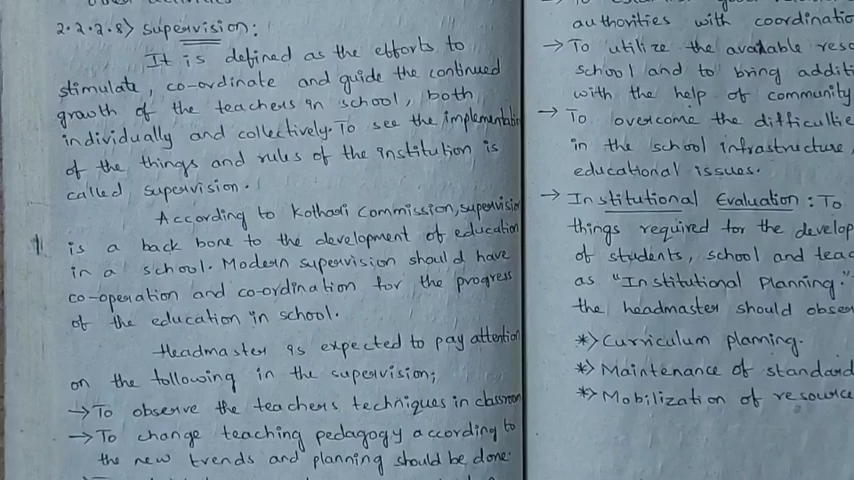 2.2.2.8) Supervision:
It is defined as the efforts to
stimulate, co-ordinate and guide the continued
growth of the teachers in school, both
individually and collectively. To see the implementation
of the things and rules of the institution is
called supervision.
According to Kothari Commission, supervision
is a back bone to the development of education
in a school. Modern supervision should have
co-operation and co-ordination for the progress
of the education in school.
Headmaster is expected to pay attention
on the following in the supervision;
→ To observe the teachers techniques in classroom
→ To change teaching pedagogy according to
the new trends and planning should be done.
authorities with coordinatio
→ To utilize the available reso
school and to bring additi
with the help of community
→ To overcome the difficultie
in the school infrastructure,
educational issues.
→ Institutional Evaluation: To
things required for the develop
of students, school and teac
as "Institutional Planning."
the headmaster should obser
*> Curriculum planning.
*> Maintenance of standard
*> Mobilization of resource